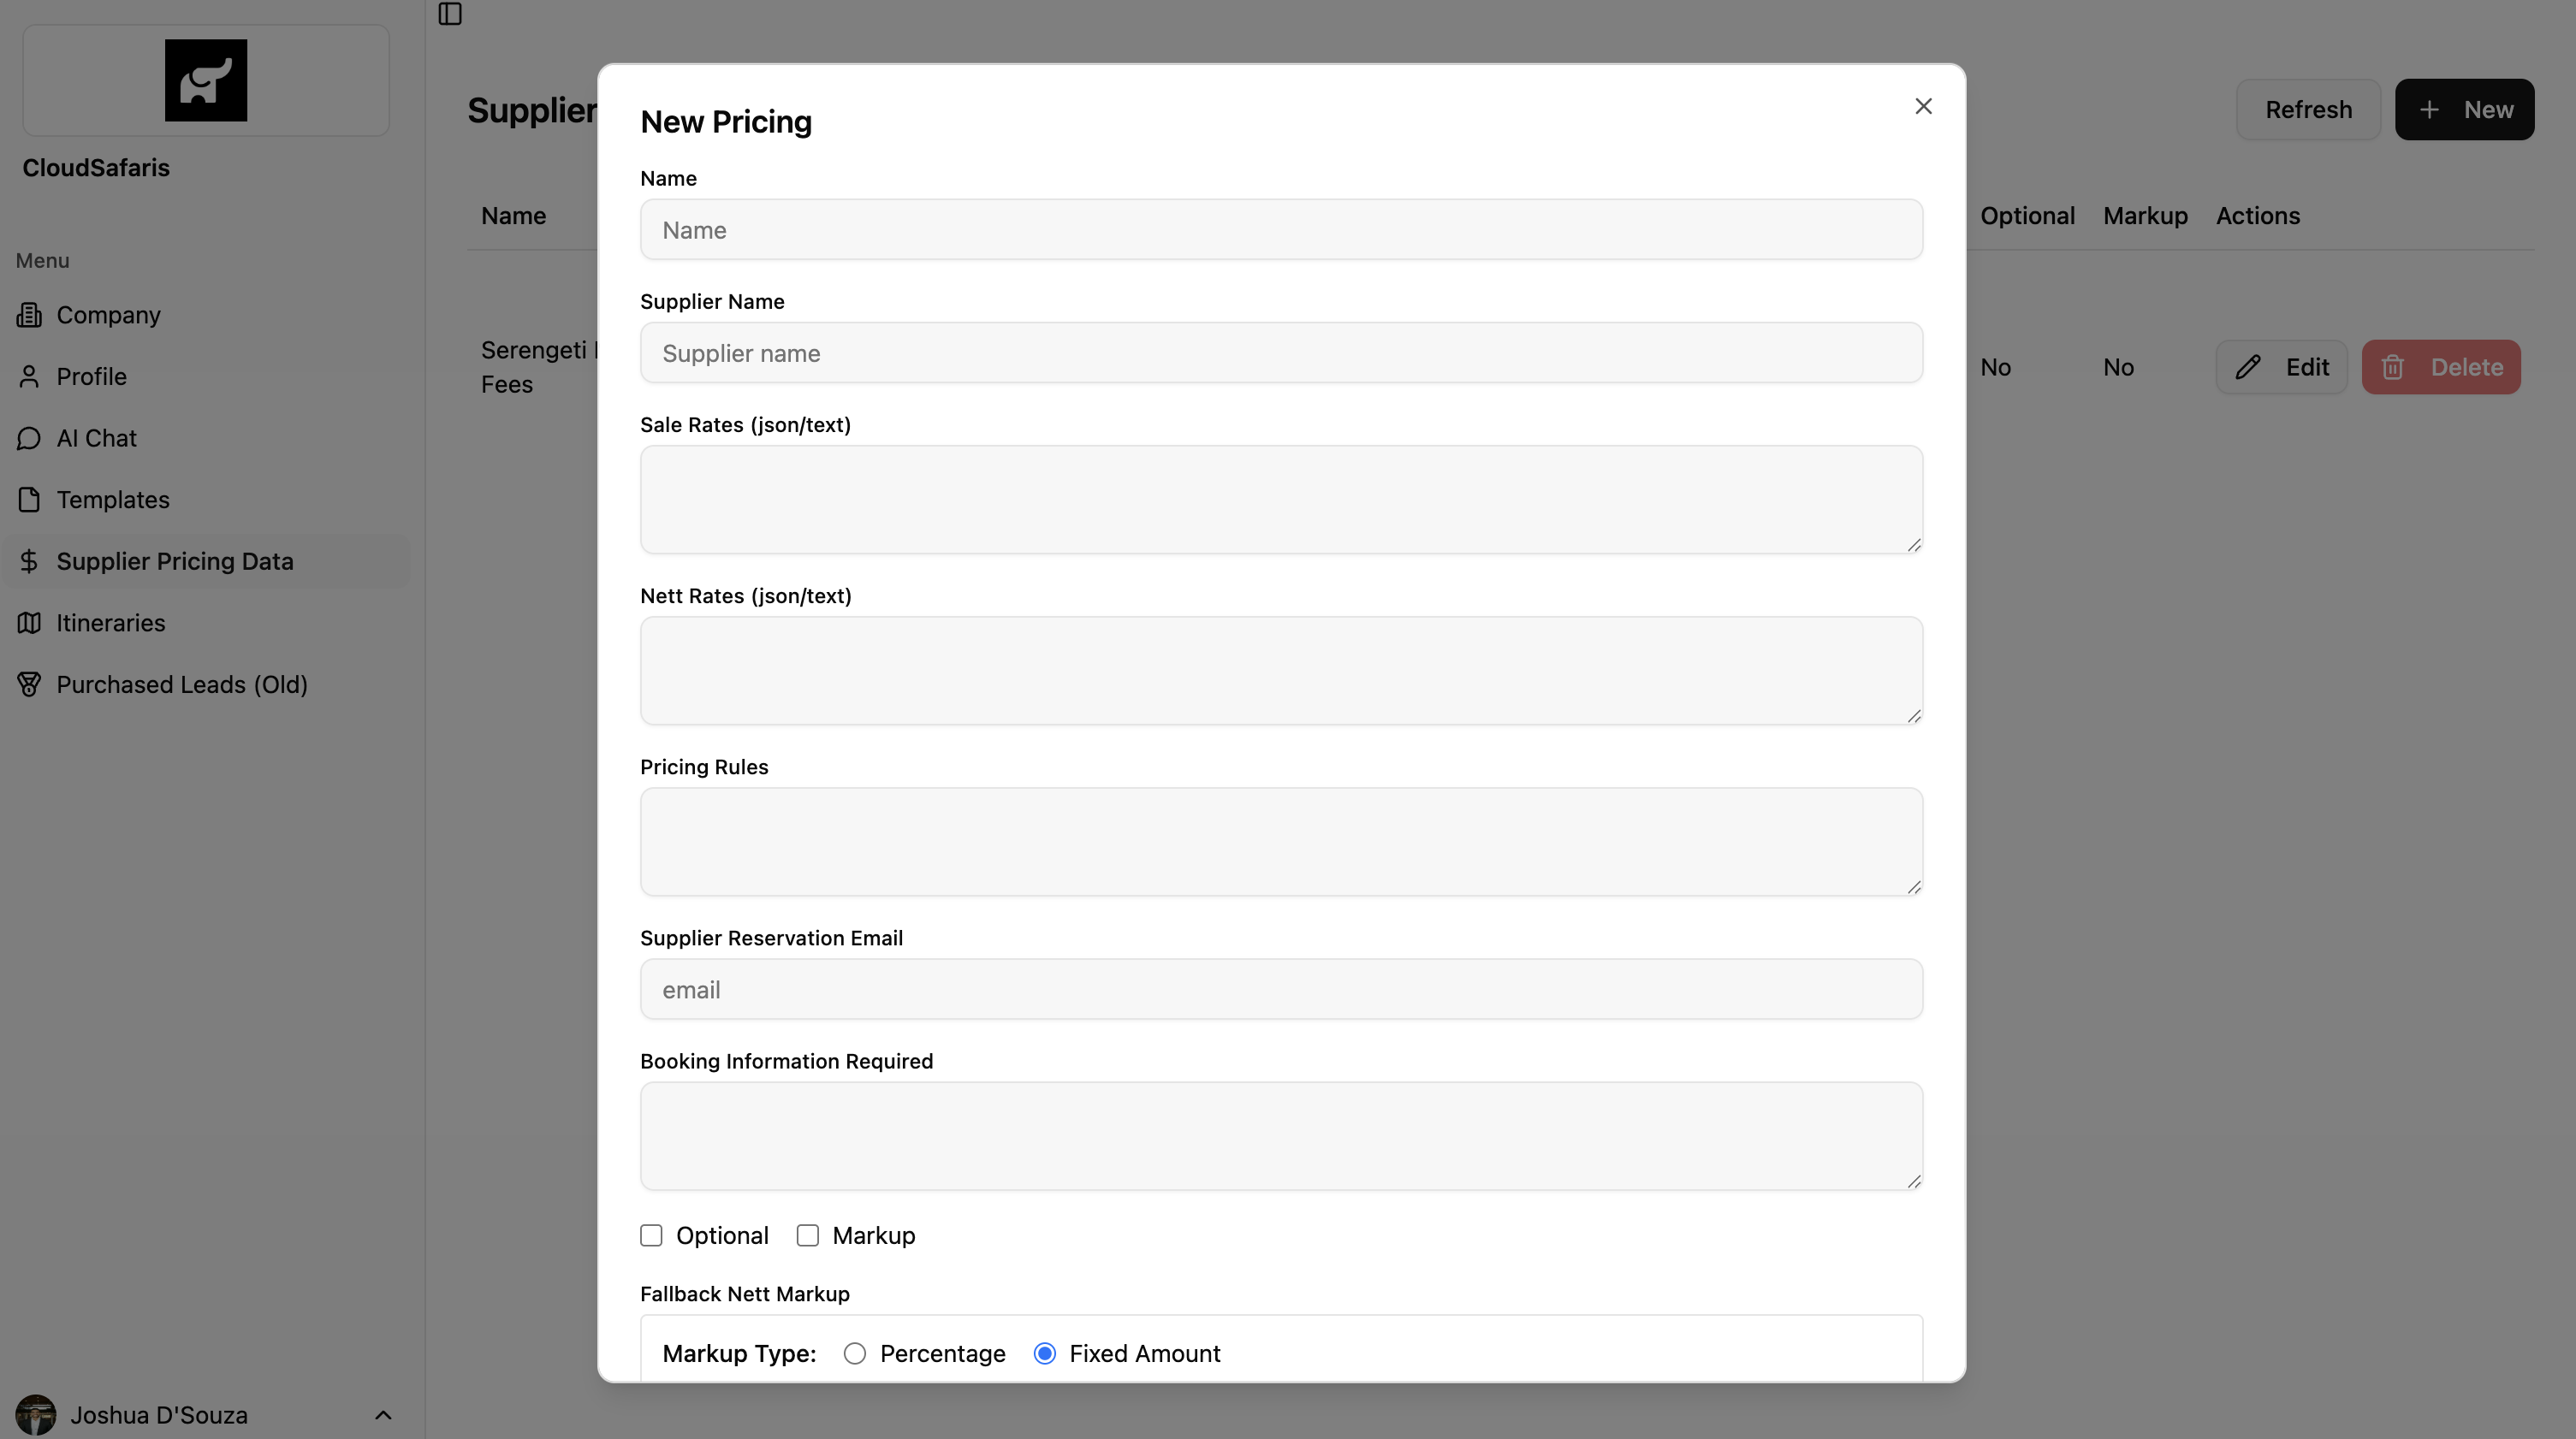 CloudSafaris
Menu
Company
Profile
AI Chat
Templates
Supplier Pricing Data
Itineraries
Purchased Leads (Old)
Joshua D'Souza
Supplier
Refresh
New
Name
Optional
Markup
Actions
Serengeti
Fees
No
No
Edit
Delete
New Pricing
Name
Name
Supplier Name
Supplier name
Sale Rates (json/text)
Nett Rates (json/text)
Pricing Rules
Supplier Reservation Email
email
Booking Information Required
Optional
Markup
Fallback Nett Markup
Markup Type:
Percentage
Fixed Amount